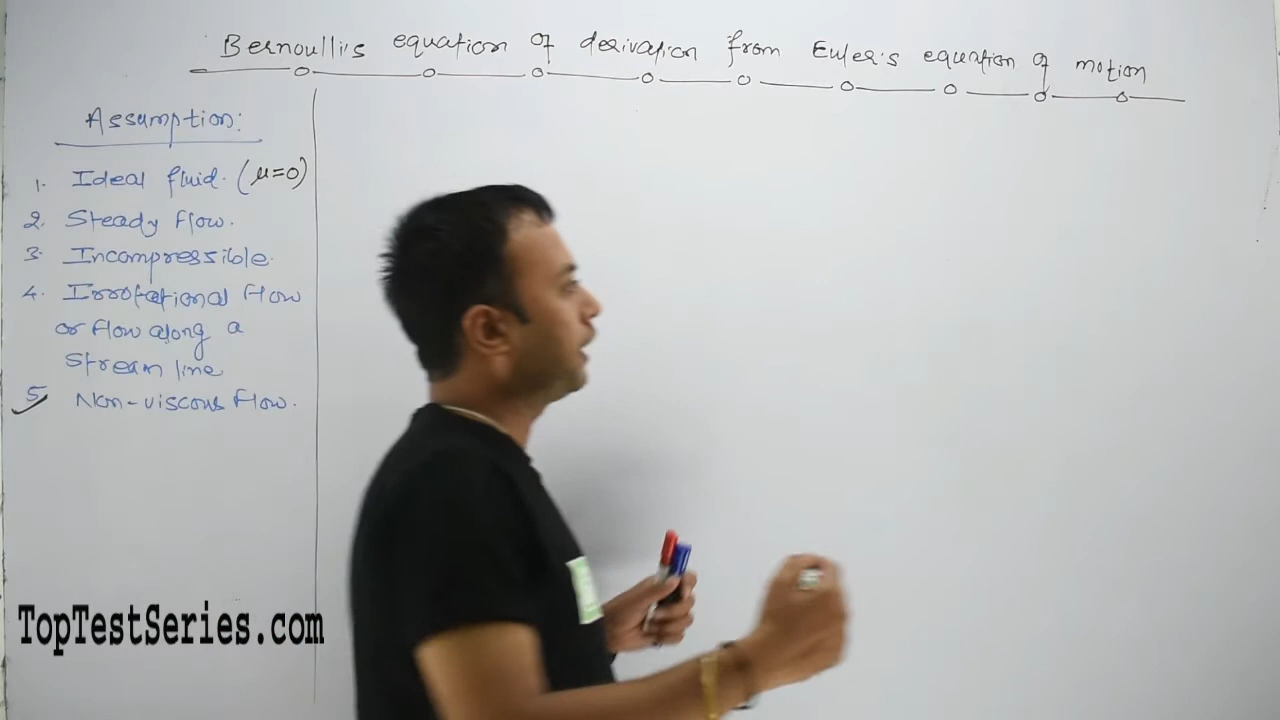 Bernoulli's equation of derivation from Euler's equation of motion
Assumption:
1. Ideal fluid. (μ=0)
2. Steady flow.
3. Incompressible.
4. Irrotational flow
or flow along a
stream line
5. Non-viscous flow.
TopTestSeries.com